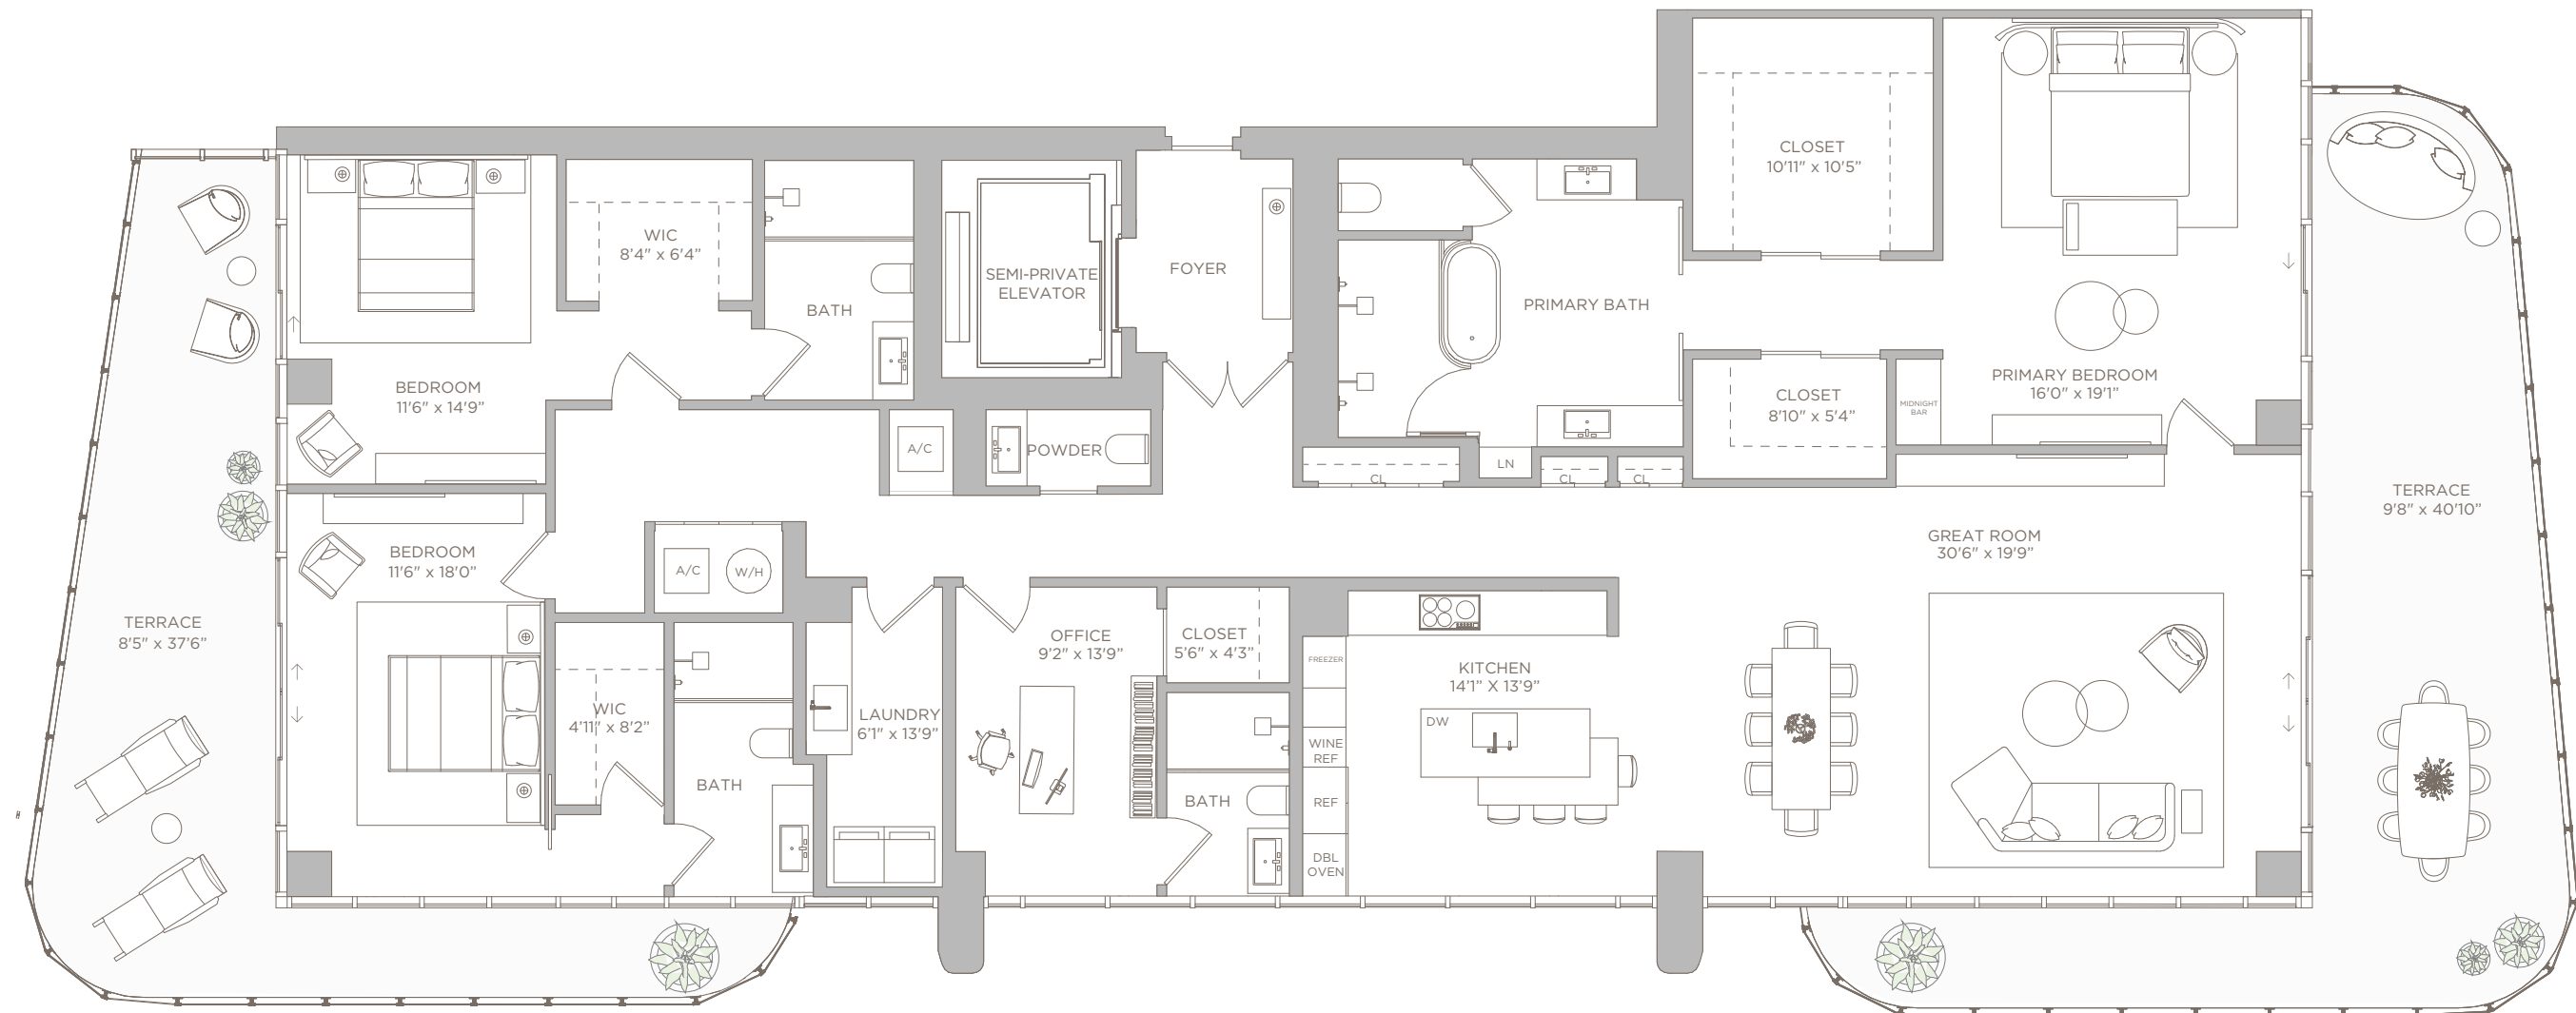 CLOSET
10'11" x 10'5"
WIC
8'4" x 6'4"
SEMI-PRIVATE
ELEVATOR
FOYER
BATH
PRIMARY BATH
BEDROOM
11'6" x 14'9"
PRIMARY BEDROOM
16'0" x 19'1"
CLOSET
8'10" x 5'4"
MIDNIGHT
BAR
A/C
POWDER
CL
LN
CL
CL
TERRACE
9'8" x 40'10"
BEDROOM
11'6" x 18'0"
A/C
W/H
GREAT ROOM
30'6" x 19'9"
TERRACE
8'5" x 37'6"
OFFICE
9'2" x 13'9"
CLOSET
5'6" x 4'3"
FREEZER
KITCHEN
14'1" X 13'9"
WIC
4'11" x 8'2"
LAUNDRY
6'1" x 13'9"
DW
WINE
REF
BATH
BATH
REF
DBL
OVEN